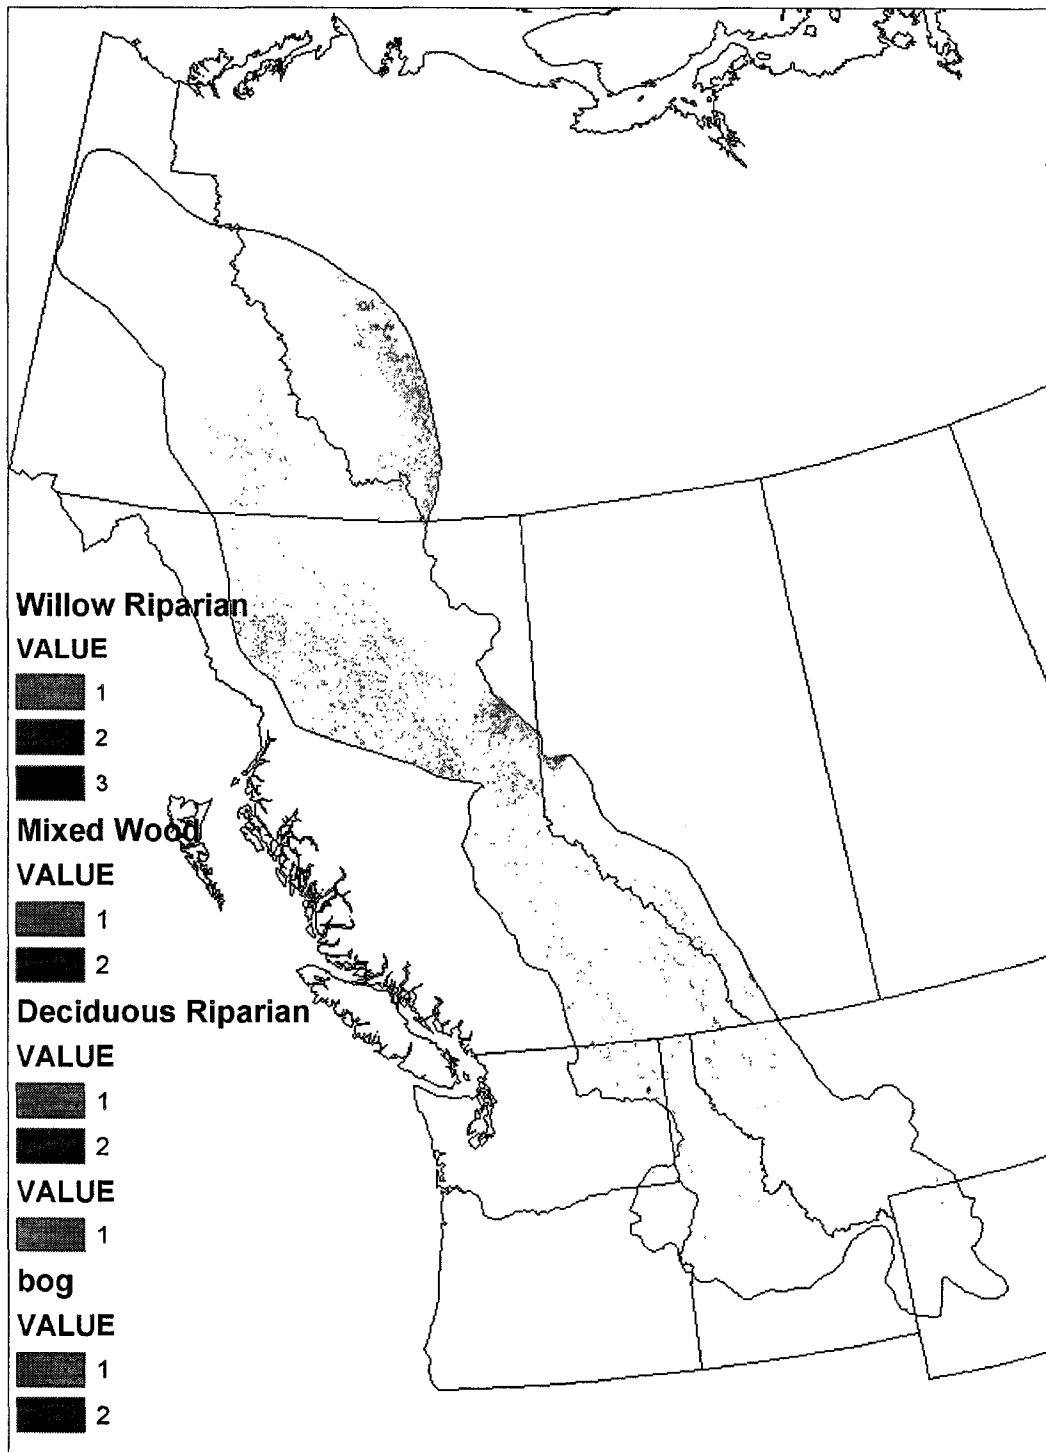 Willow Riparian
VALUE
1
2
3
Mixed Wood
VALUE
1
2
Deciduous Riparian
VALUE
1
2
VALUE
1
bog
VALUE
1
2